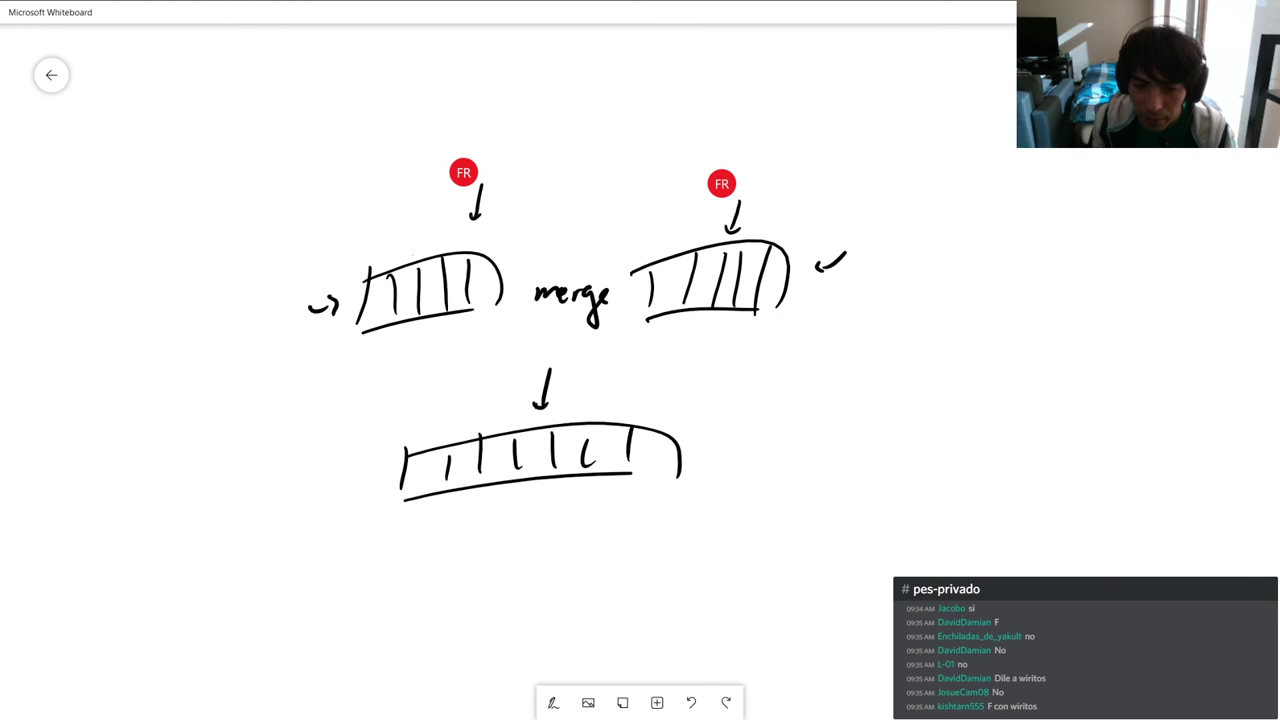 Microsoft Whiteboard
FR
FR
merge
# pes-privado
09:34 AM Jacobo si
09:35 AM DavidDamian F
09:35 AM Enchiladas_de_yakult no
09:35 AM DavidDamian No
09:35 AM L-01 no
09:35 AM DavidDamian Dile a wiritos
09:35 AM JosueCam08 No
09:35 AM kishtarn555 F con wiritos